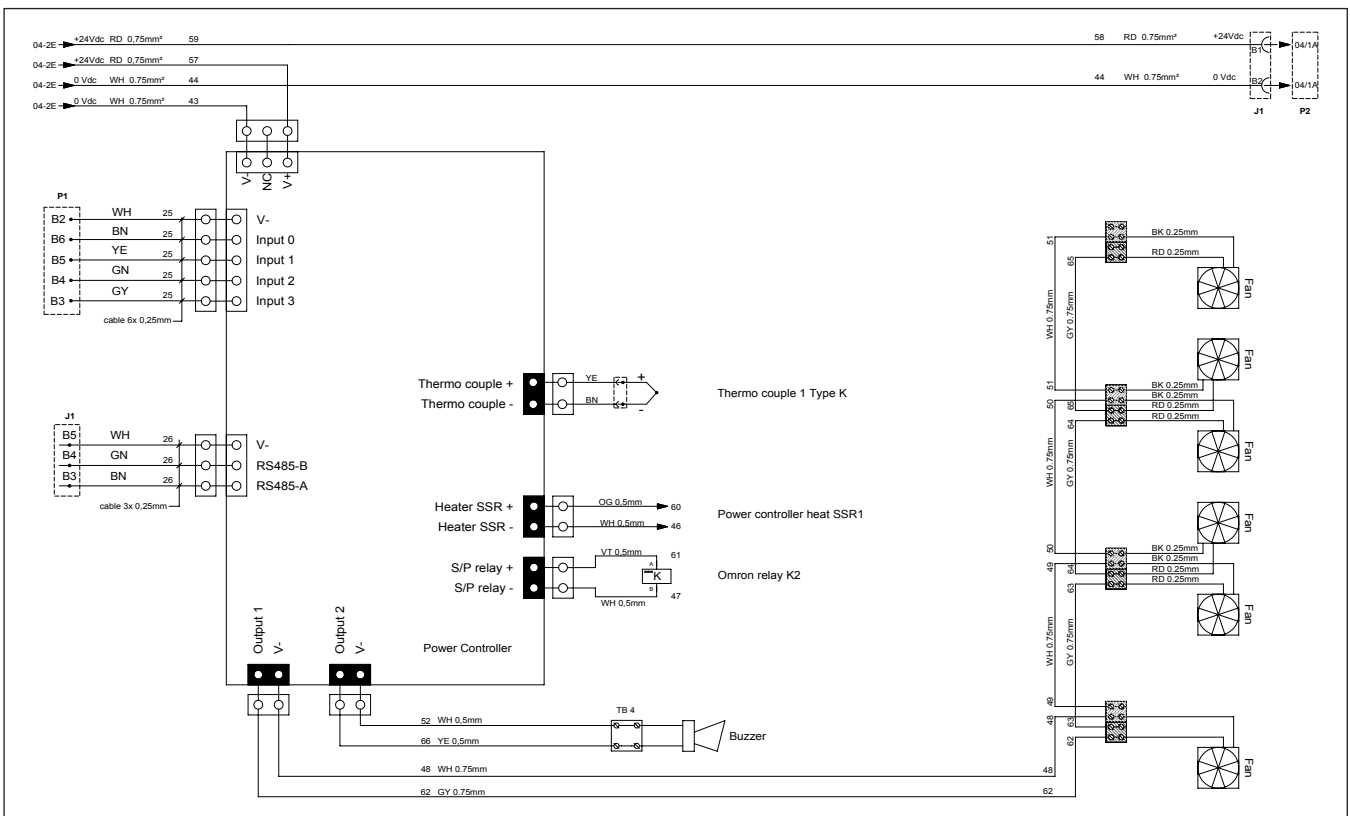 04-2E +24Vdc RD 0,75mm² 59
58 RD 0.75mm² +24Vdc B1 04/1A
04-2E +24Vdc RD 0,75mm² 57
04-2E 0 Vdc WH 0.75mm² 44
44 WH 0.75mm² 0 Vdc B2 04/1A
04-2E 0 Vdc WH 0.75mm² 43
J1 P2
V- NC V+
P1
B2 WH 25 V-
B6 BN 25 Input 0
B5 YE 25 Input 1
B4 GN 25 Input 2
B3 GY 25 Input 3
cable 6x 0,25mm
Thermo couple + YE +
Thermo couple - BN -
Thermo couple 1 Type K
J1
B5 WH 26 V-
B4 GN 26 RS485-B
B3 BN 26 RS485-A
cable 3x 0,25mm
Heater SSR + OG 0,5mm 60
Heater SSR - WH 0,5mm 46
Power controller heat SSR1
S/P relay + VT 0,5mm 61
A K B
S/P relay - WH 0,5mm 47
Omron relay K2
Output 1 V-
Output 2 V-
Power Controller
52 WH 0,5mm
66 YE 0,5mm
TB 4
Buzzer
48 WH 0.75mm 48
62 GY 0.75mm 62
51 BK 0.25mm
65 RD 0.25mm
Fan
WH 0.75mm
GY 0.75mm
Fan
51 BK 0.25mm
50 BK 0.25mm
65 RD 0.25mm
64 RD 0.25mm
Fan
WH 0.75mm
GY 0.75mm
Fan
50 BK 0.25mm
49 BK 0.25mm
64 RD 0.25mm
63 RD 0.25mm
Fan
WH 0.75mm
GY 0.75mm
49
48
63
62
Fan